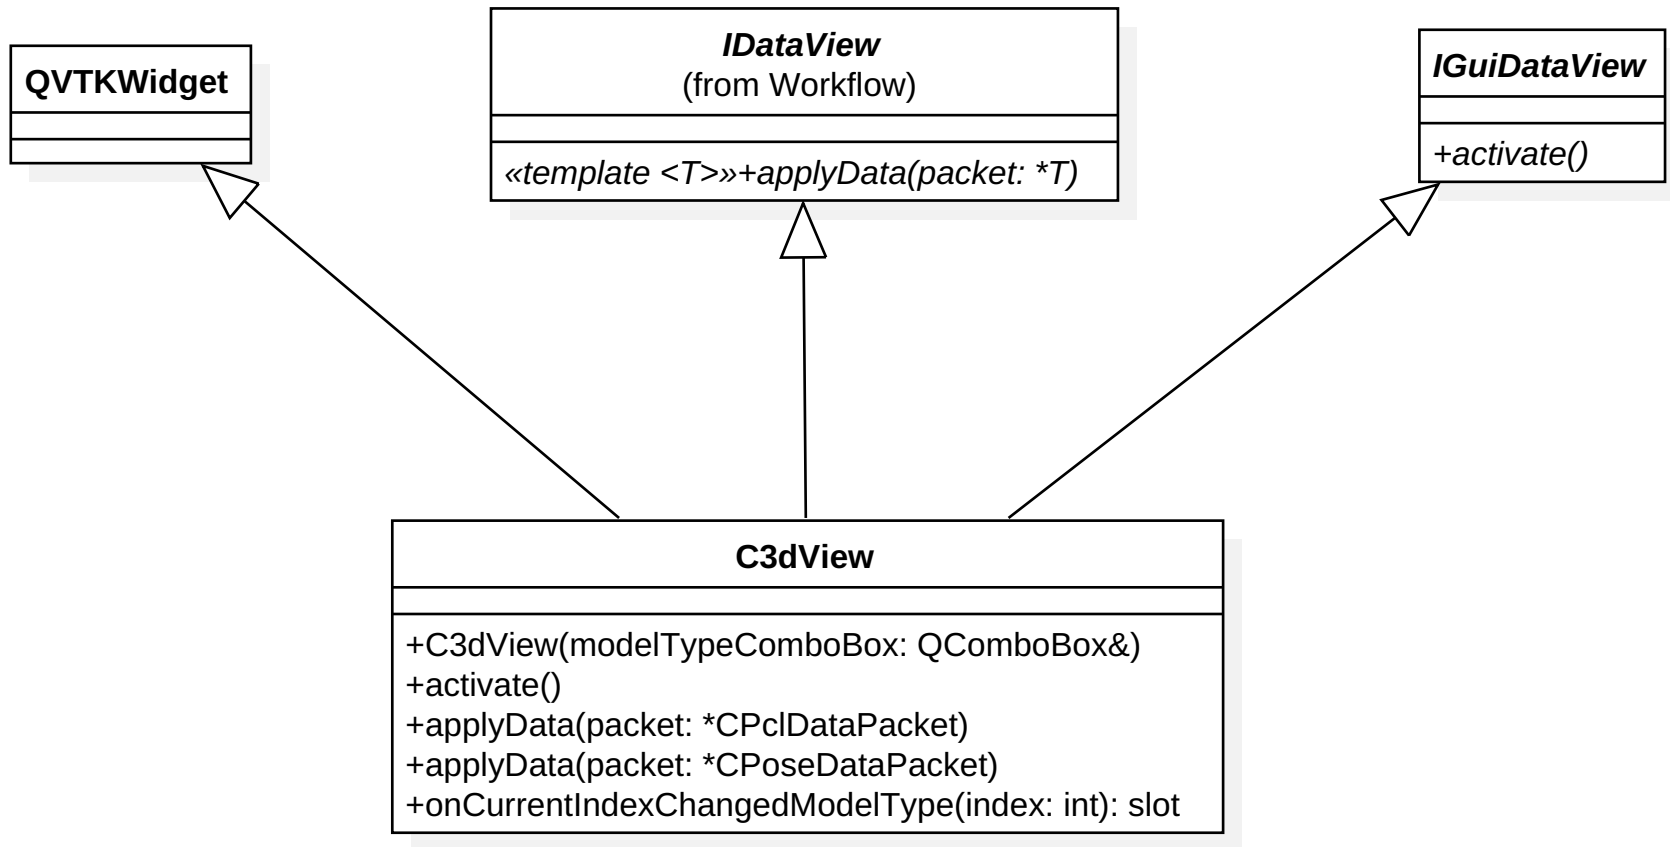 QVTKWidget
IDataView
(from Workflow)
«template <T>»+applyData(packet: *T)
IGuiDataView
+activate()
C3dView
+C3dView(modelTypeComboBox: QComboBox&)
+activate()
+applyData(packet: *CPclDataPacket)
+applyData(packet: *CPoseDataPacket)
+onCurrentIndexChangedModelType(index: int): slot